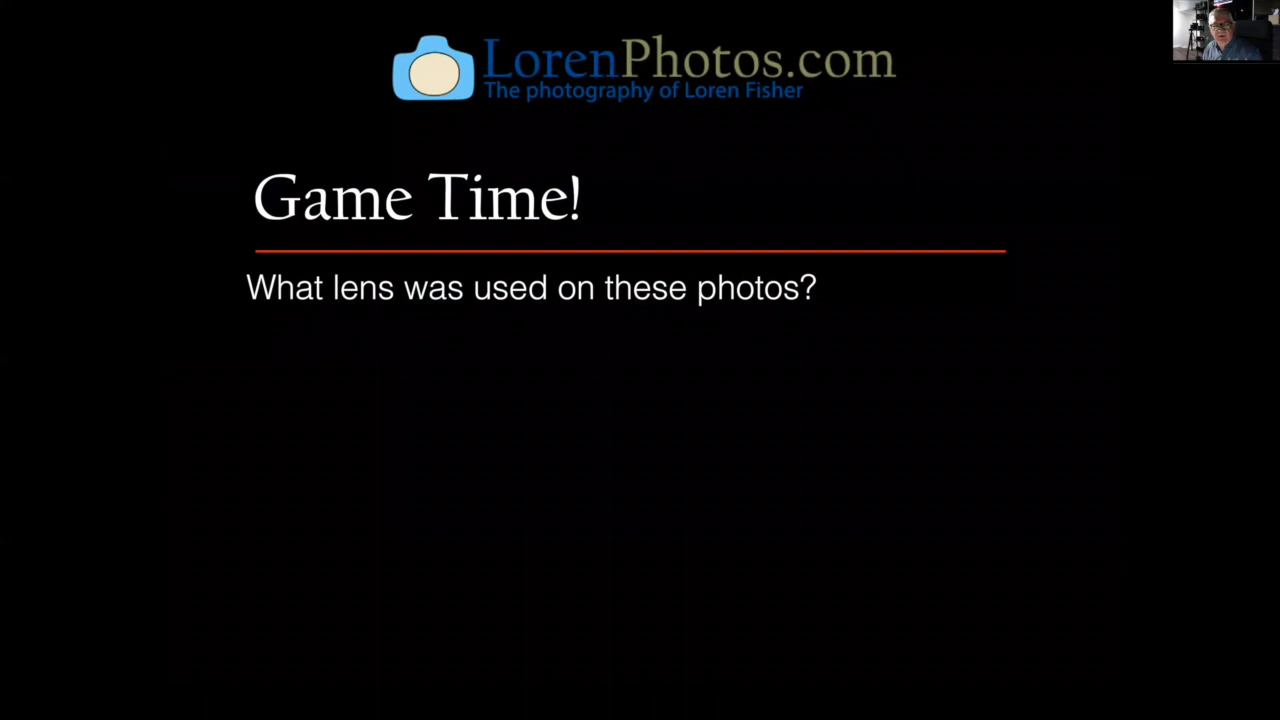 LorenPhotos.com
The photography of Loren Fisher
Game Time!
What lens was used on these photos?